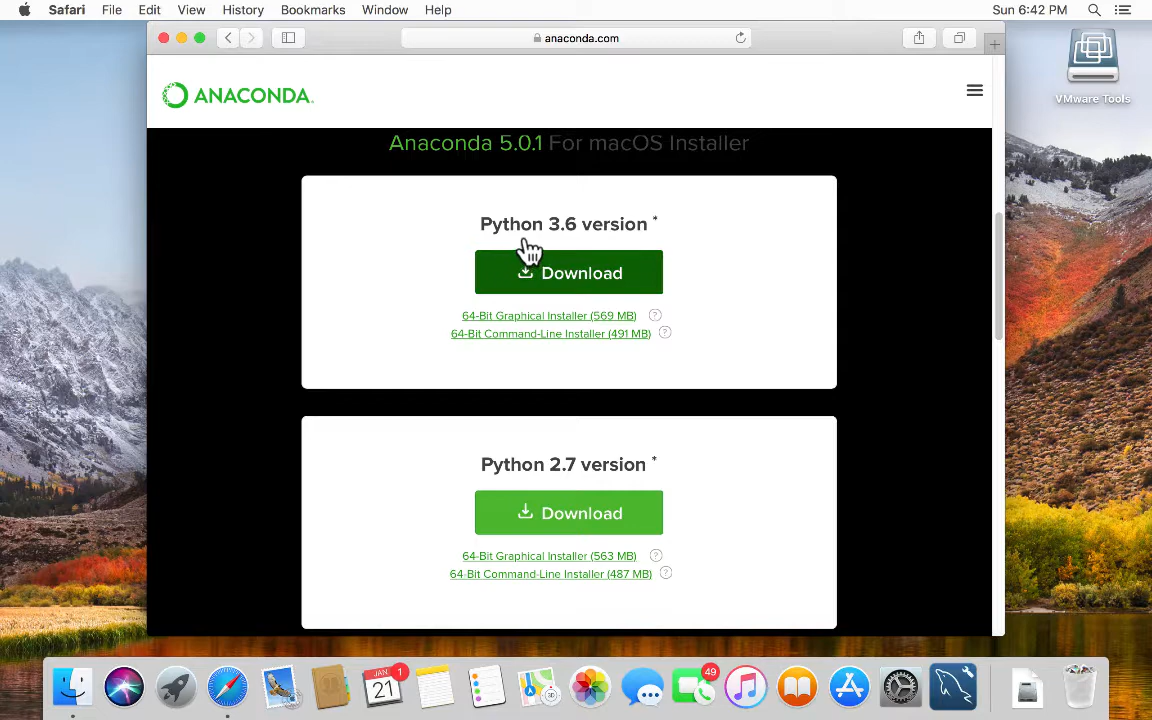 Safari File Edit View History Bookmarks Window Help Sun 6:42 PM
anaconda.com
VMware Tools
ANACONDA.
Anaconda 5.0.1 For macOS Installer
Python 3.6 version *
Download
64-Bit Graphical Installer (569 MB) ?
64-Bit Command-Line Installer (491 MB) ?
Python 2.7 version *
Download
64-Bit Graphical Installer (563 MB) ?
64-Bit Command-Line Installer (487 MB) ?
JAN 1
21
49
3D